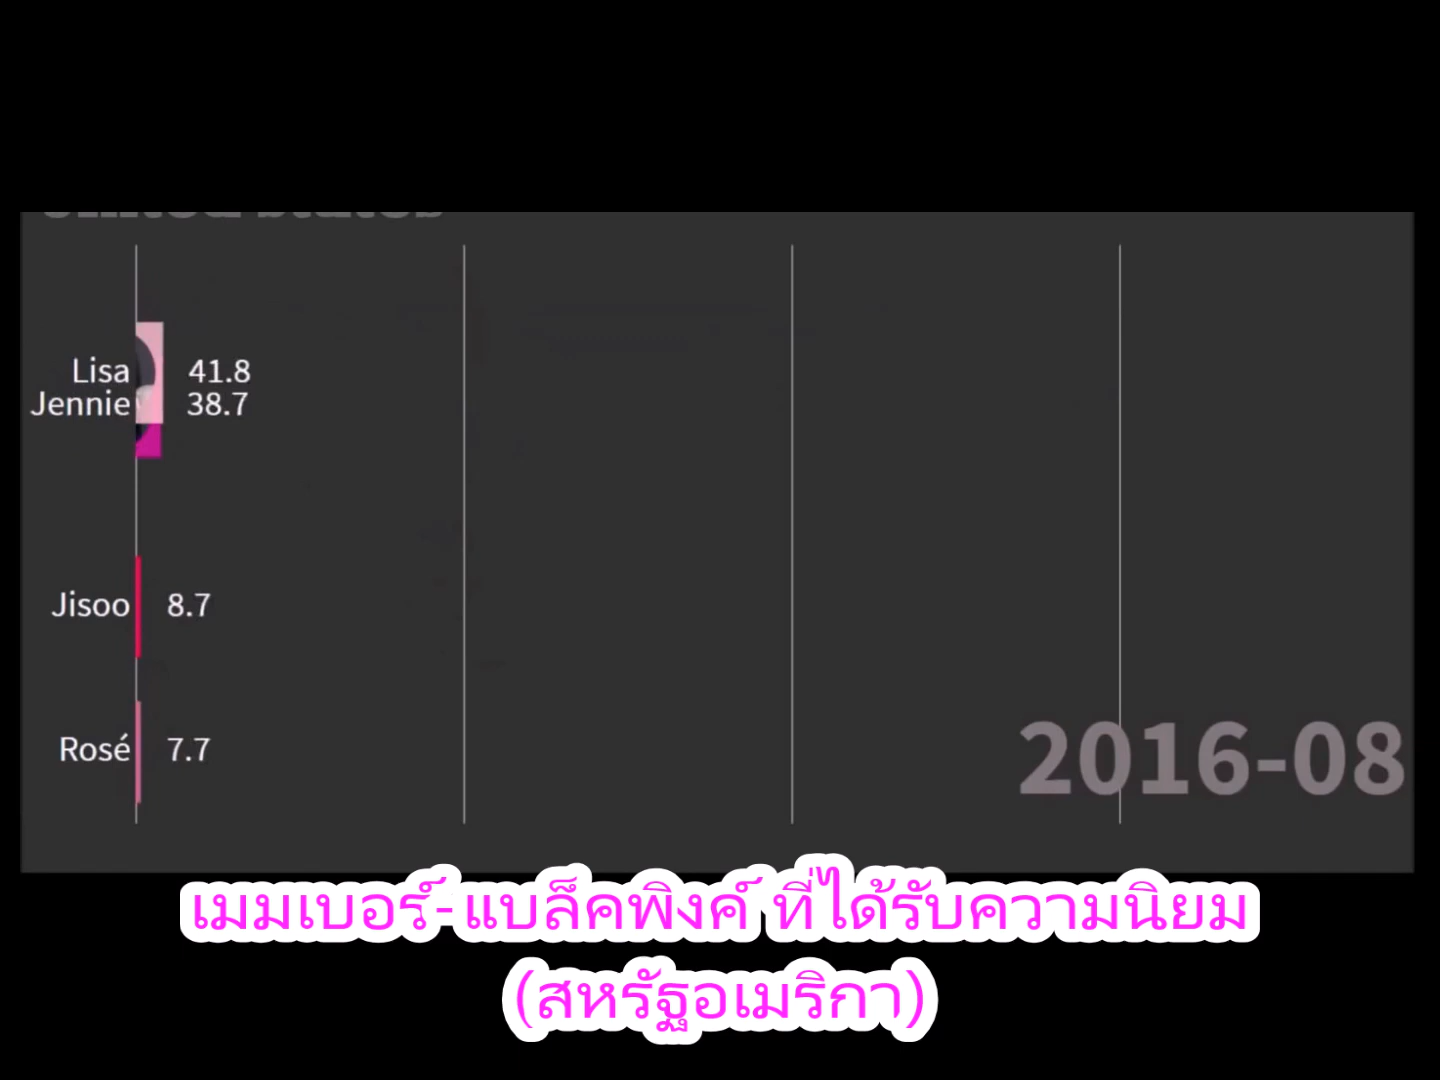 United States
Lisa 41.8
Jennie 38.7
Jisoo 8.7
Rosé 7.7
2016-08
เมมเบอร์-แบล็คพิงค์ ที่ได้รับความนิยม
(สหรัฐอเมริกา)